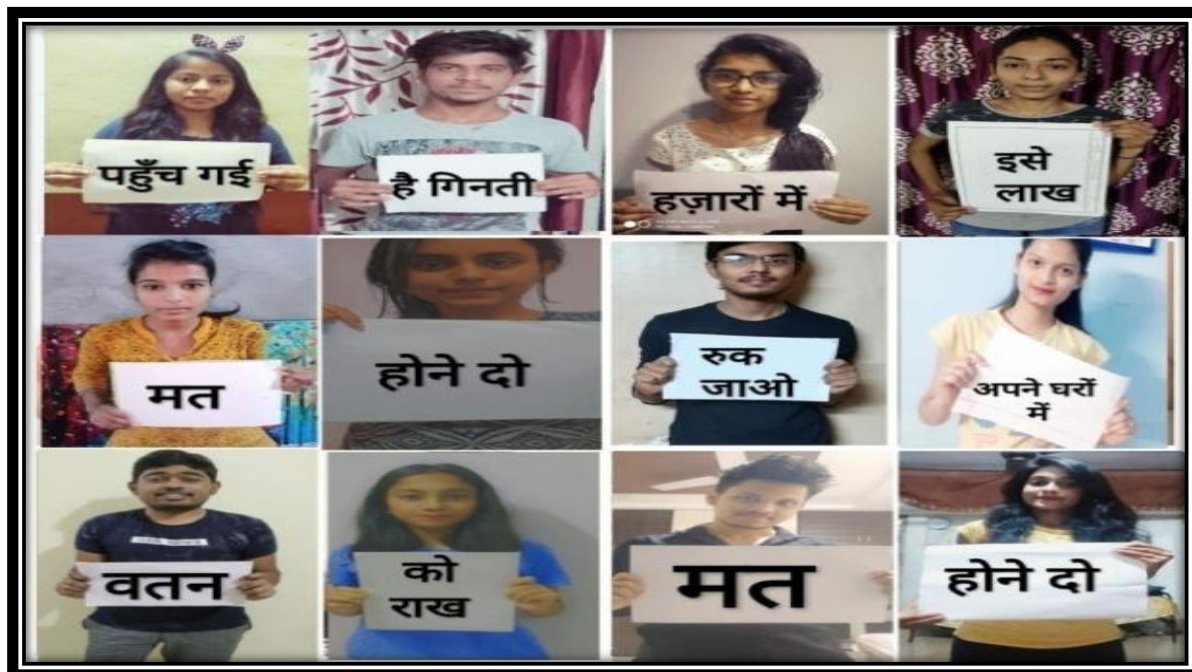 पहुँच गई
है गिनती
हज़ारों में
इसे
लाख
मत
होने दो
रुक
जाओ
अपने घरों
में
वतन
को
राख
मत
होने दो